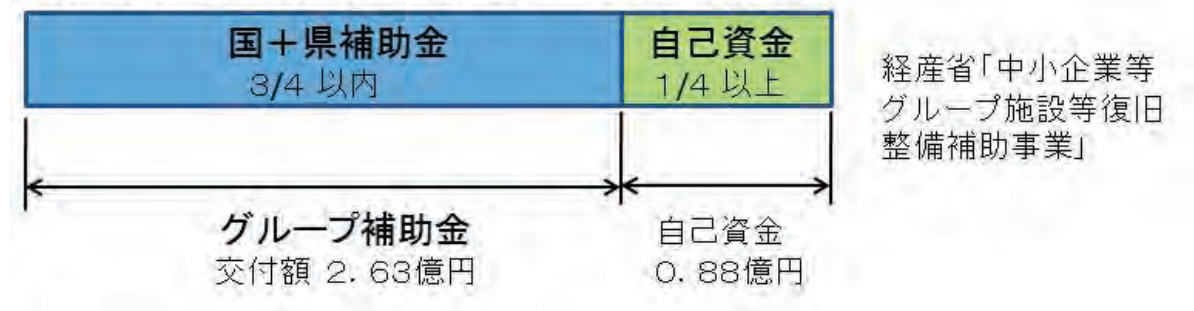 国＋県補助金
3/4 以内
自己資金
1/4 以上
経産省「中小企業等
グループ施設等復旧
整備補助事業」
グループ補助金
交付額 ２．６３億円
自己資金
０．８８億円